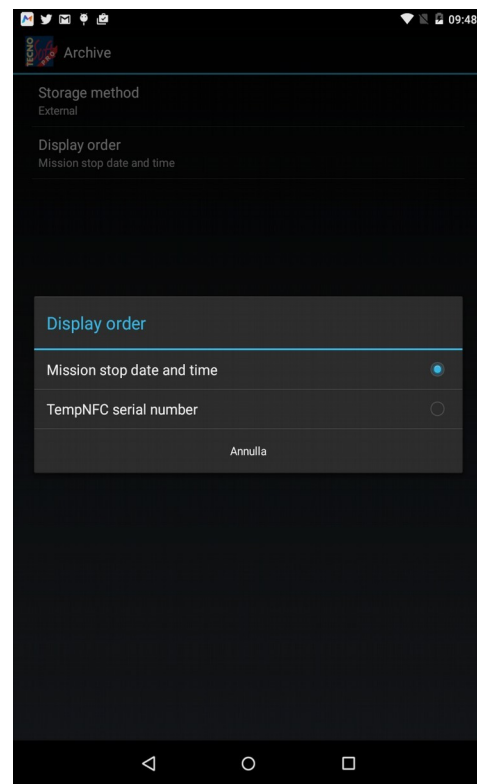 09:48
TECNO
Archive
Storage method
External
Display order
Mission stop date and time
Display order
Mission stop date and time
TempNFC serial number
Annulla